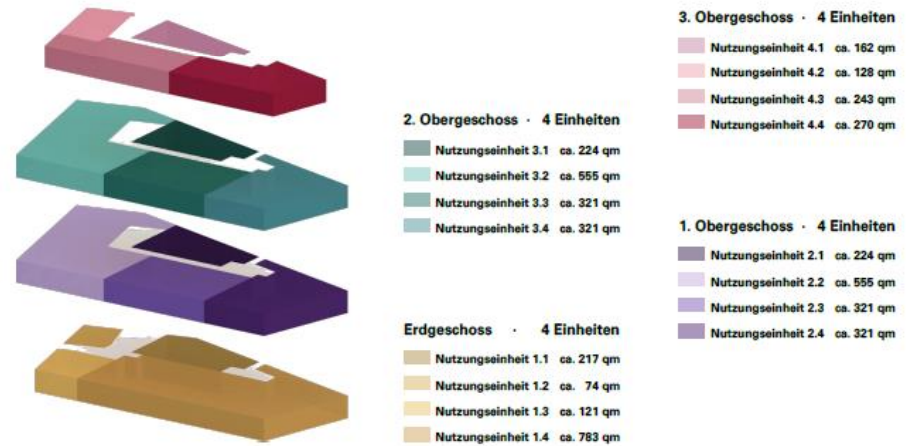 3. Obergeschoss · 4 Einheiten
Nutzungseinheit 4.1 ca. 162 qm
Nutzungseinheit 4.2 ca. 128 qm
Nutzungseinheit 4.3 ca. 243 qm
Nutzungseinheit 4.4 ca. 270 qm
2. Obergeschoss · 4 Einheiten
Nutzungseinheit 3.1 ca. 224 qm
Nutzungseinheit 3.2 ca. 555 qm
Nutzungseinheit 3.3 ca. 321 qm
Nutzungseinheit 3.4 ca. 321 qm
1. Obergeschoss · 4 Einheiten
Nutzungseinheit 2.1 ca. 224 qm
Nutzungseinheit 2.2 ca. 555 qm
Nutzungseinheit 2.3 ca. 321 qm
Nutzungseinheit 2.4 ca. 321 qm
Erdgeschoss · 4 Einheiten
Nutzungseinheit 1.1 ca. 217 qm
Nutzungseinheit 1.2 ca. 74 qm
Nutzungseinheit 1.3 ca. 121 qm
Nutzungseinheit 1.4 ca. 783 qm